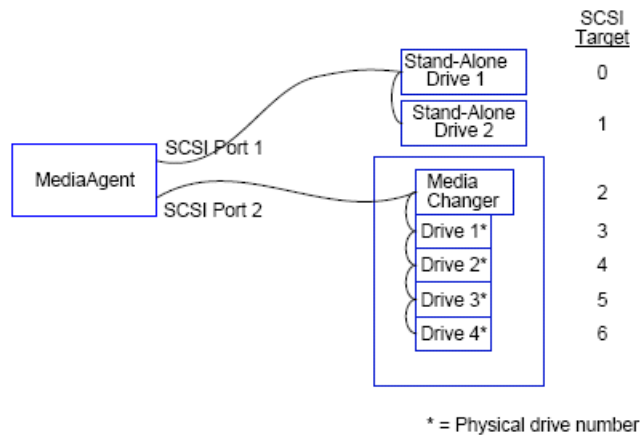 SCSI
Target
Stand-Alone
Drive 1
0
Stand-Alone
Drive 2
1
SCSI Port 1
MediaAgent
SCSI Port 2
Media
Changer
2
Drive 1*
3
Drive 2*
4
Drive 3*
5
Drive 4*
6
* = Physical drive number